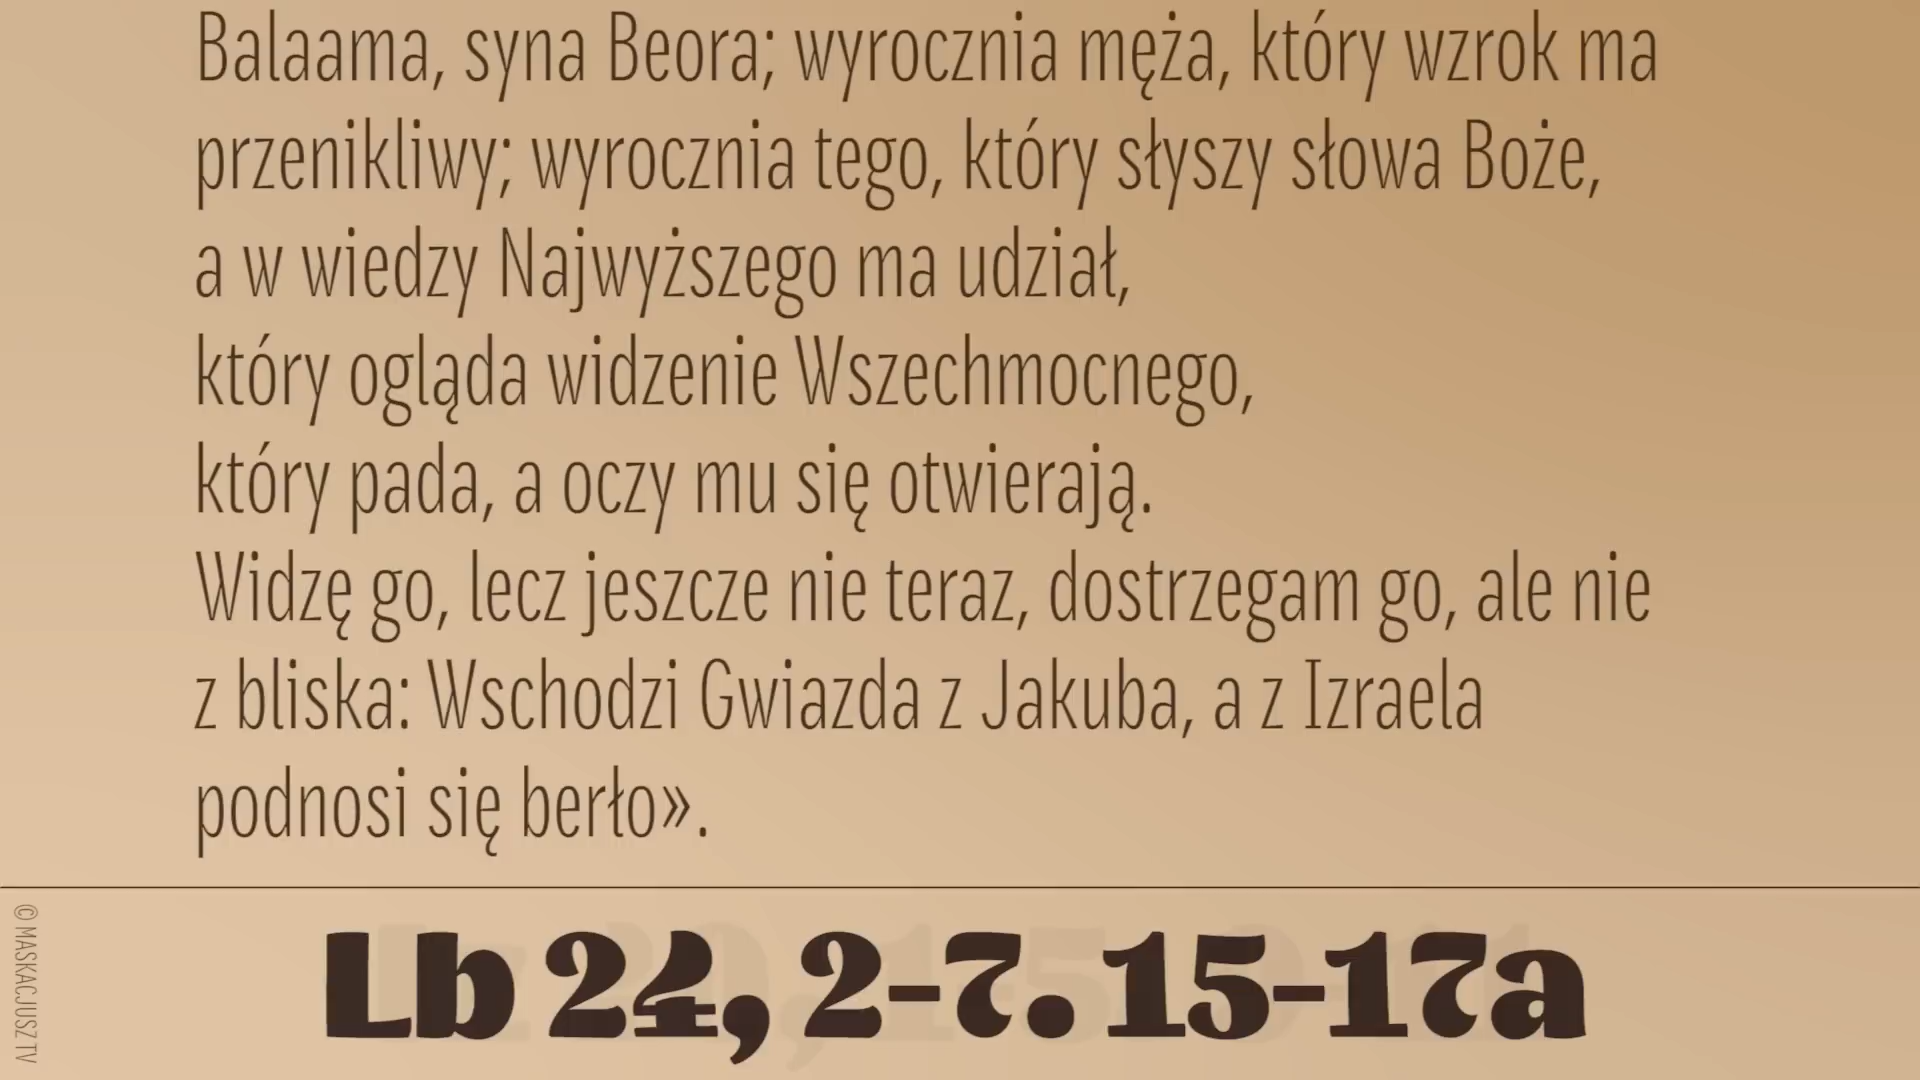 Balaama, syna Beora; wyrocznia męża, który wzrok ma
przenikliwy; wyrocznia tego, który słyszy słowa Boże,
a w wiedzy Najwyższego ma udział,
który ogląda widzenie Wszechmocnego,
który pada, a oczy mu się otwierają.
Widzę go, lecz jeszcze nie teraz, dostrzegam go, ale nie
z bliska: Wschodzi Gwiazda z Jakuba, a z Izraela
podnosi się berło».
© MASKACJUSZ TV
Lb 24, 2-7. 15-17a